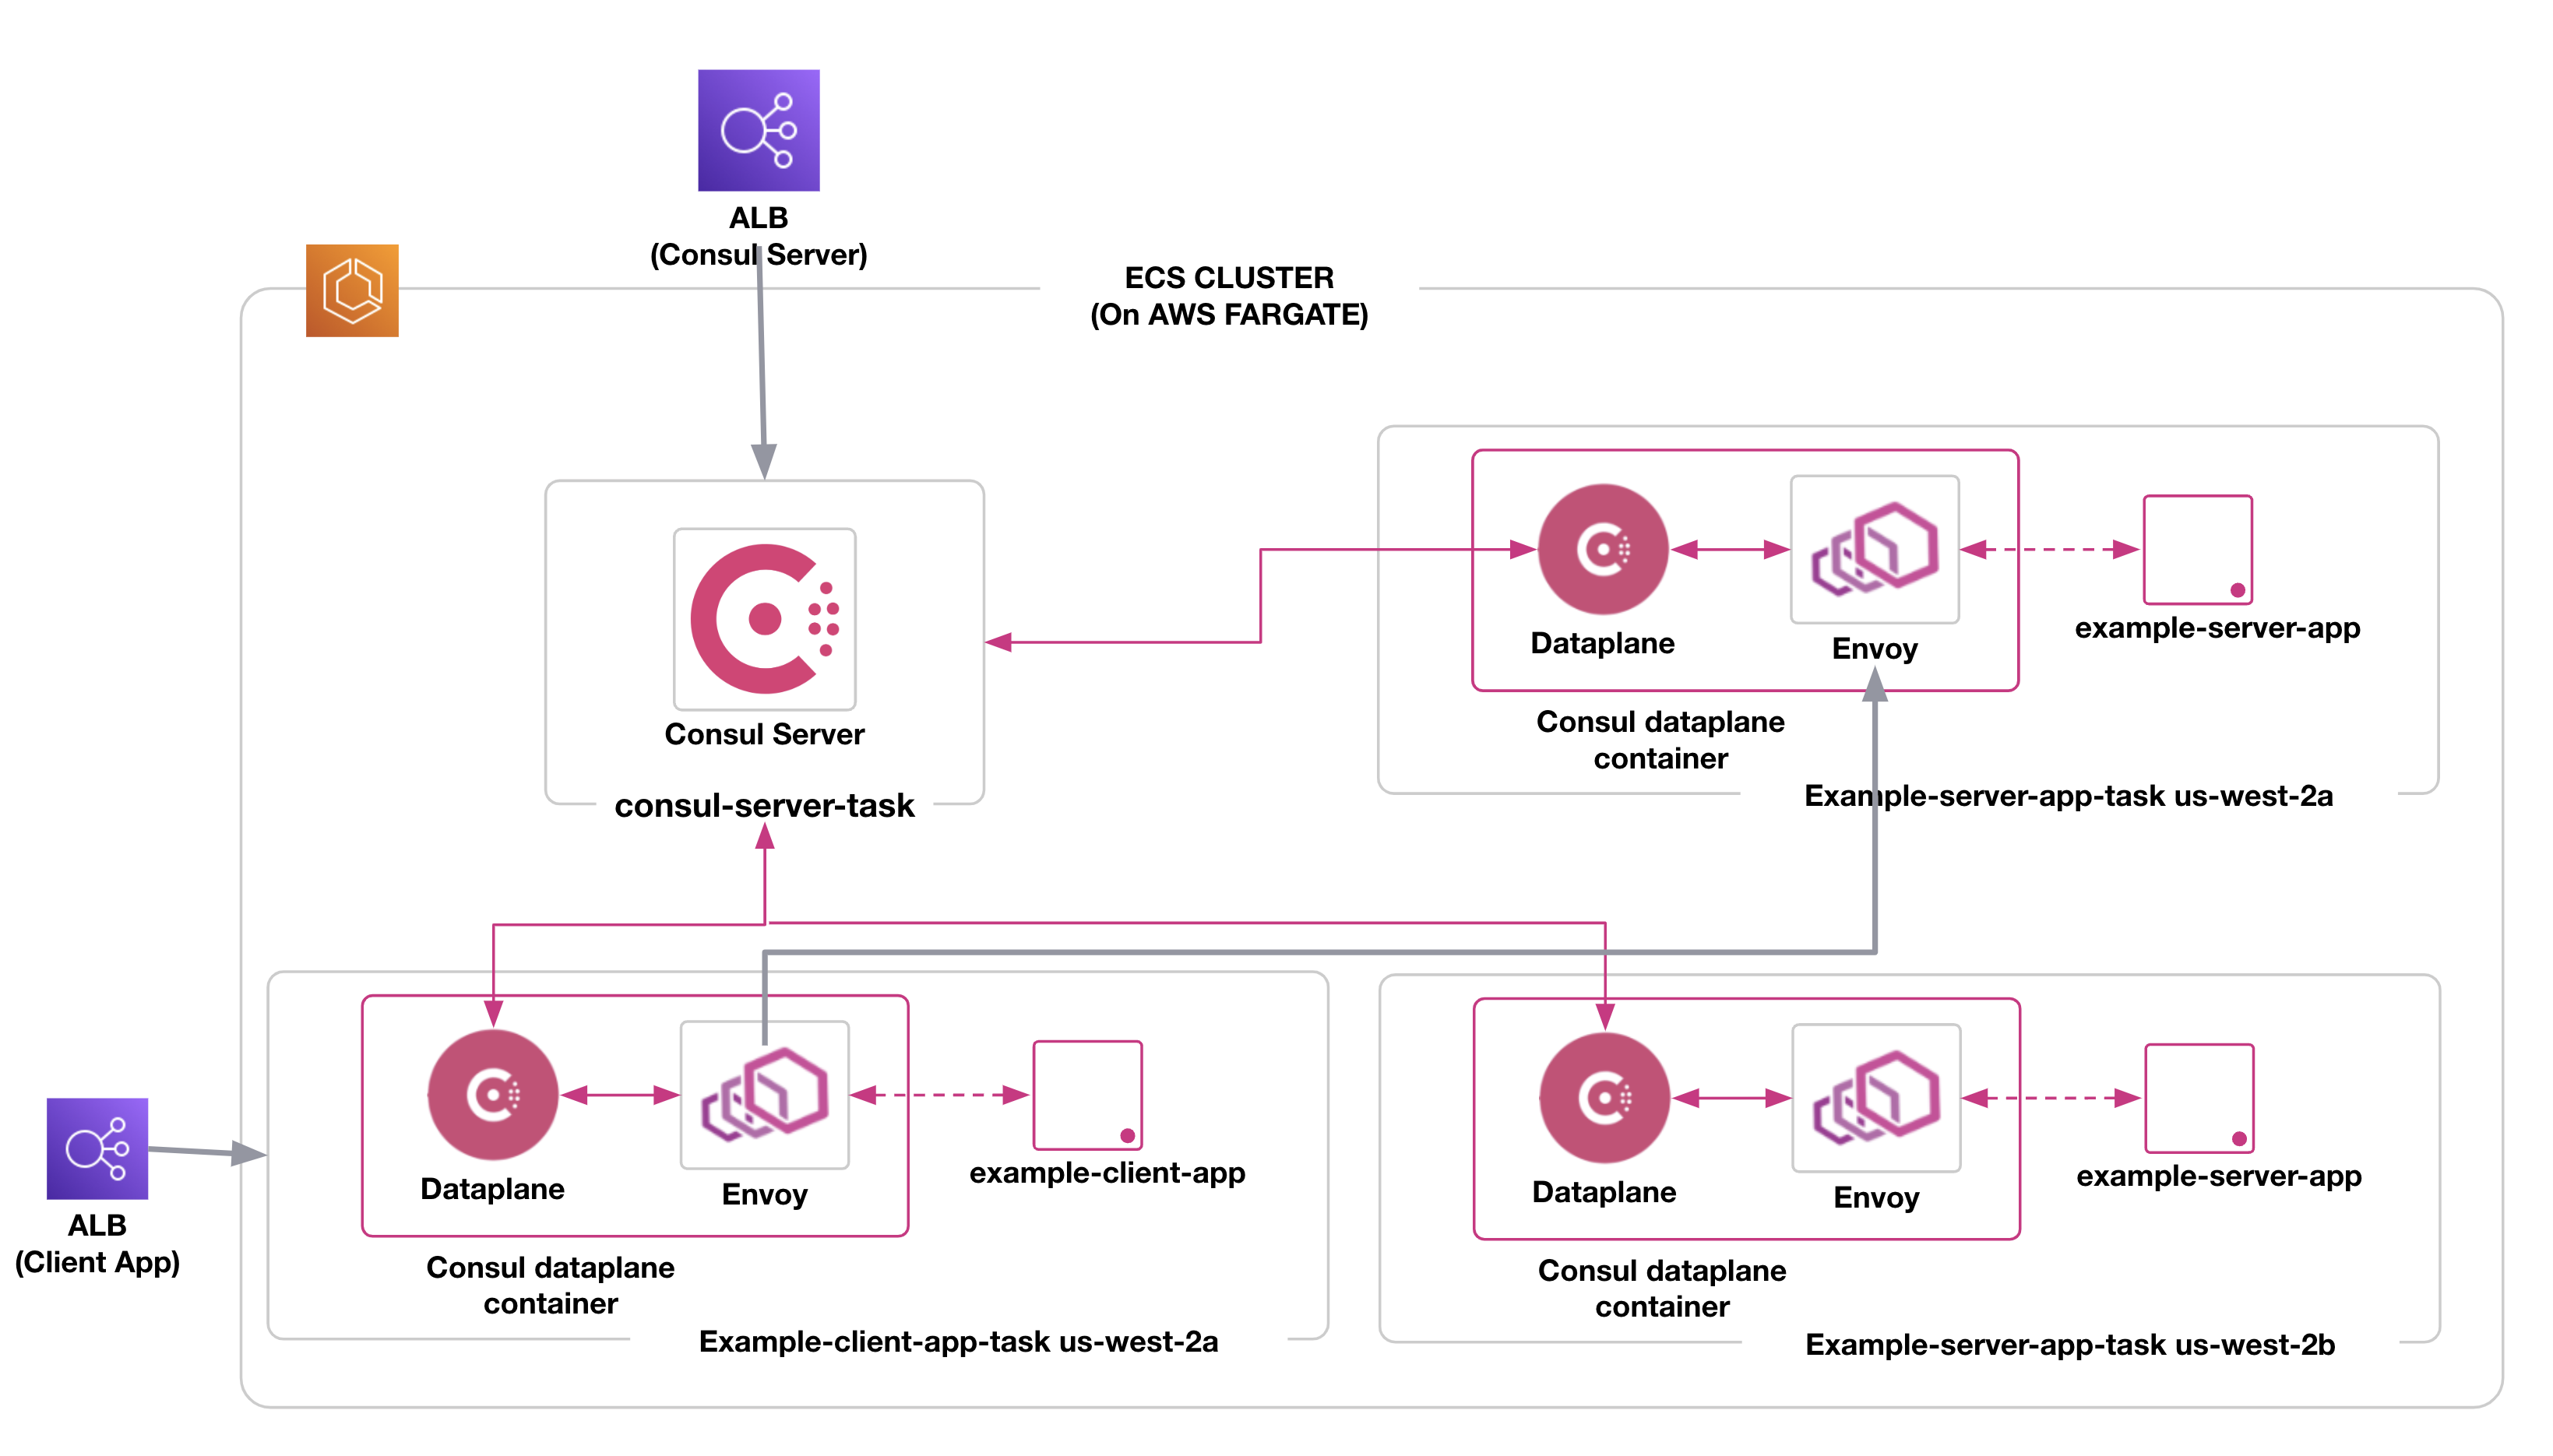 ALB
(Consul Server)
ECS CLUSTER
(On AWS FARGATE)
Consul Server
consul-server-task
Dataplane
Envoy
example-server-app
Consul dataplane
container
Example-server-app-task us-west-2a
ALB
(Client App)
Dataplane
Envoy
example-client-app
Consul dataplane
container
Example-client-app-task us-west-2a
Dataplane
Envoy
example-server-app
Consul dataplane
container
Example-server-app-task us-west-2b